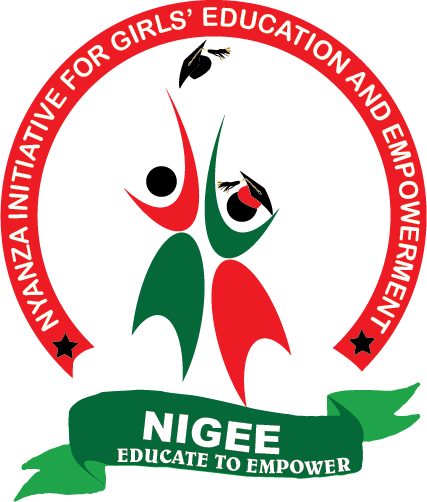 NYANZA INITIATIVE FOR GIRLS' EDUCATION AND EMPOWERMENT
NIGEE
EDUCATE TO EMPOWER